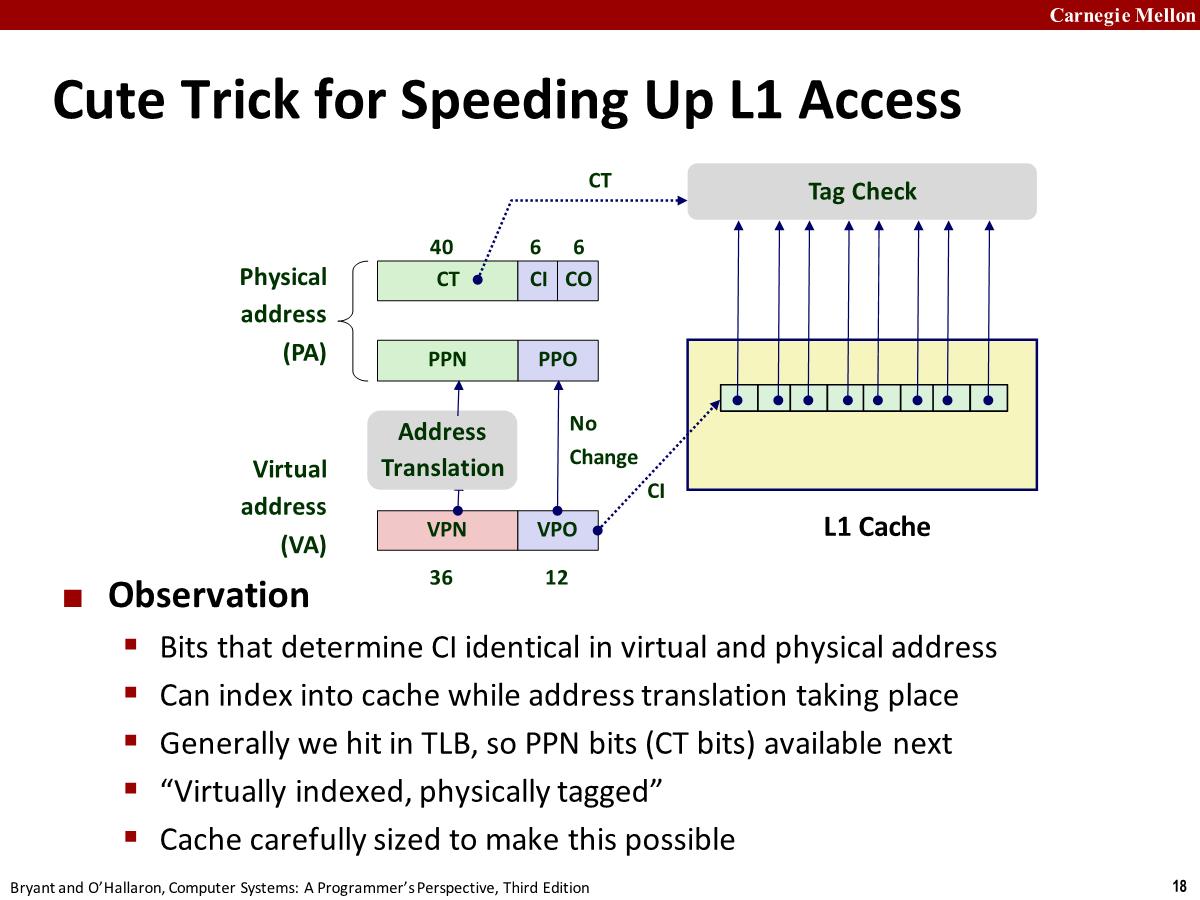 Carnegie Mellon
Cute Trick for Speeding Up L1 Access
CT
Tag Check
40 6 6
Physical
address
(PA)
CT CI CO
PPN PPO
No
Change
Address
Translation
CI
Virtual
address
(VA)
VPN VPO
L1 Cache
36 12
Observation
Bits that determine CI identical in virtual and physical address
Can index into cache while address translation taking place
Generally we hit in TLB, so PPN bits (CT bits) available next
“Virtually indexed, physically tagged”
Cache carefully sized to make this possible
Bryant and O’Hallaron, Computer Systems: A Programmer’s Perspective, Third Edition
18